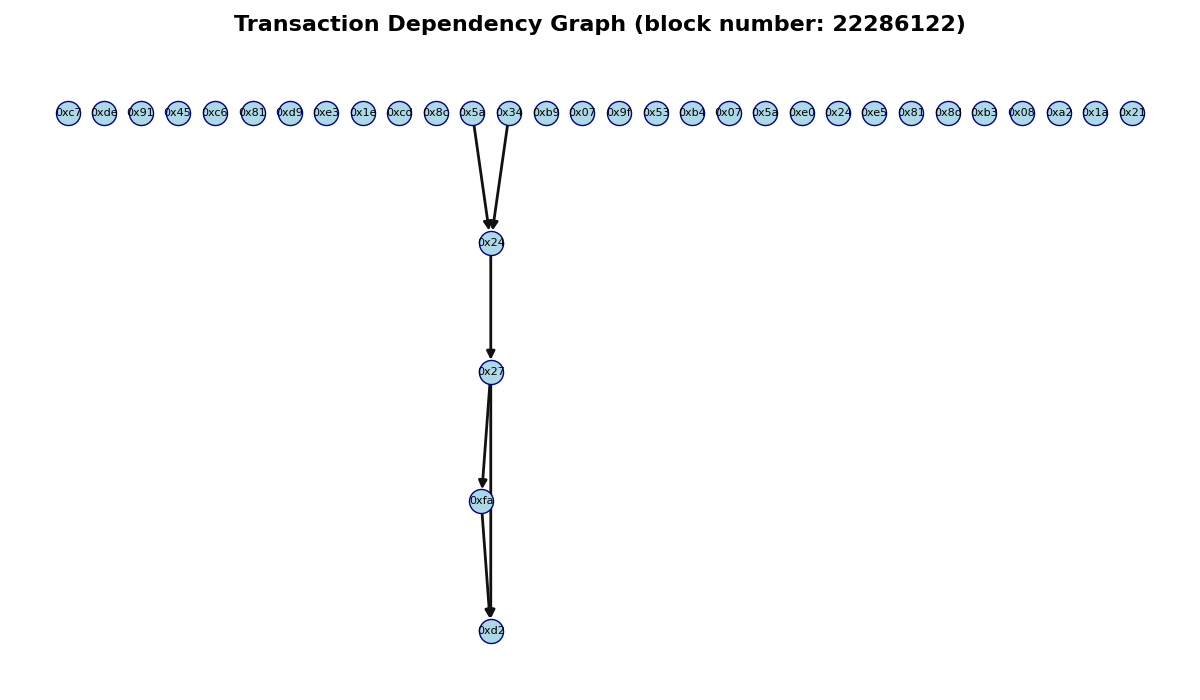 Transaction Dependency Graph (block number: 22286122)
0xc7 0xde 0x91 0x45 0xc6 0x81 0xd9 0xe3 0x1e 0xcd 0x8c 0x5a 0x34 0xb9 0x07 0x9f 0x53 0xb4 0x07 0x5a 0xe0 0x24 0xe5 0x81 0x8d 0xb3 0x08 0xa2 0x1a 0x21
0x24
0x27
0xfa
0xd2